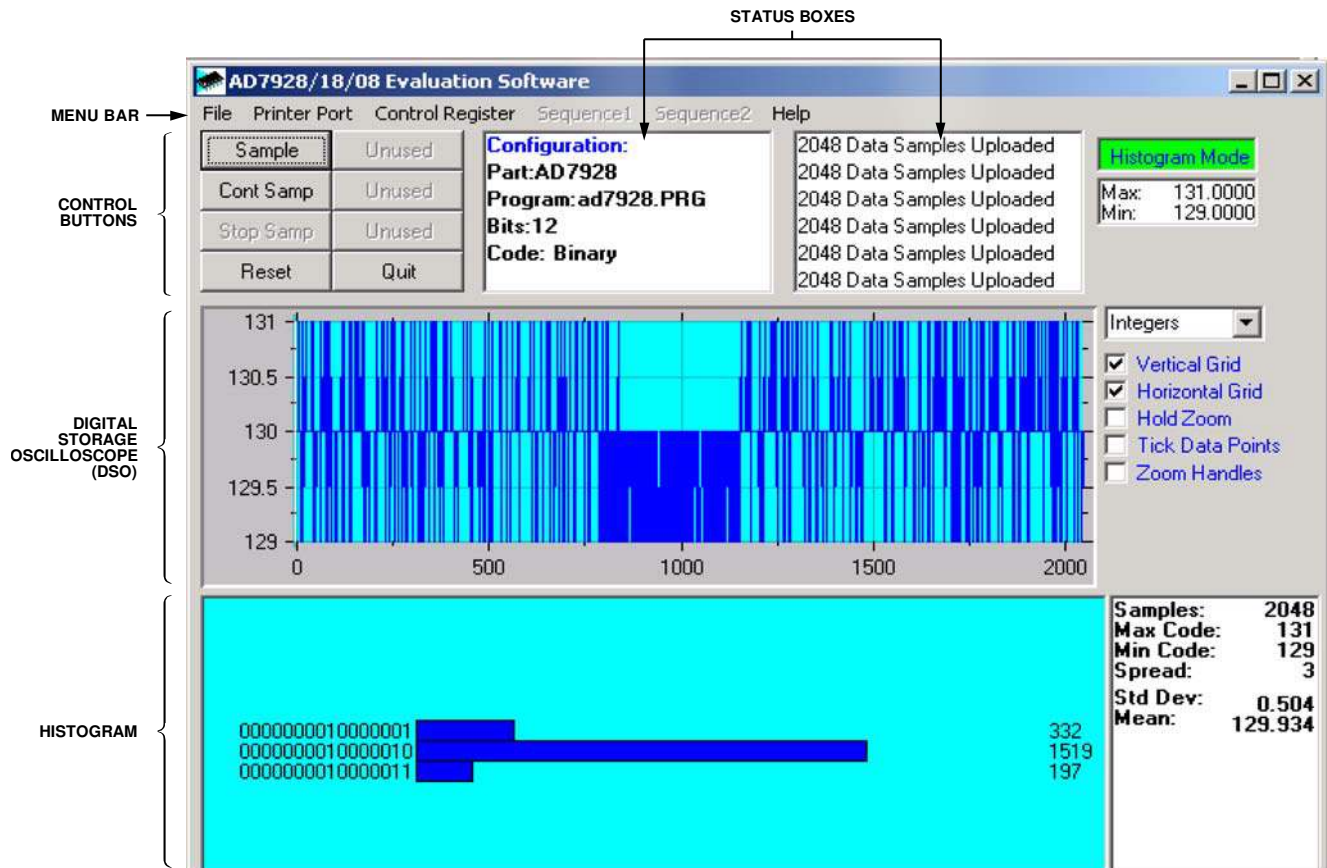 STATUS BOXES
AD7928/18/08 Evaluation Software
MENU BAR
File Printer Port Control Register Sequence1 Sequence2 Help
CONTROL
BUTTONS
Sample Unused
Cont Samp Unused
Stop Samp Unused
Reset Quit
Configuration:
Part:AD7928
Program:ad7928.PRG
Bits:12
Code: Binary
2048 Data Samples Uploaded
2048 Data Samples Uploaded
2048 Data Samples Uploaded
2048 Data Samples Uploaded
2048 Data Samples Uploaded
2048 Data Samples Uploaded
Histogram Mode
Max: 131.0000
Min: 129.0000
DIGITAL
STORAGE
OSCILLOSCOPE
(DSO)
131
130.5
130
129.5
129
0 500 1000 1500 2000
Integers
Vertical Grid
Horizontal Grid
Hold Zoom
Tick Data Points
Zoom Handles
HISTOGRAM
0000000010000001 332
0000000010000010 1519
0000000010000011 197
Samples: 2048
Max Code: 131
Min Code: 129
Spread: 3
Std Dev: 0.504
Mean: 129.934